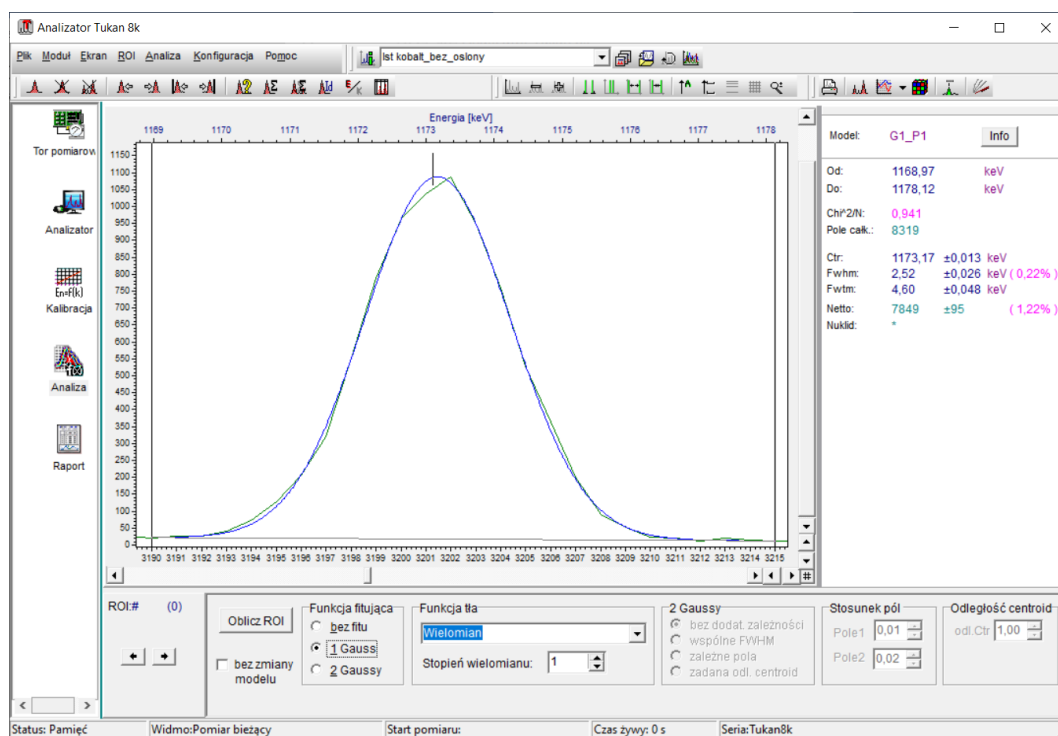 Analizator Tukan 8k
Plik Moduł Ekran ROI Analiza Konfiguracja Pomoc
lst kobalt_bez_oslony
Tor pomiarow
Analizator
En=f(k)
Kalibracja
Analiza
Raport
Energia [keV]
1169 1170 1171 1172 1173 1174 1175 1176 1177 1178
1150
1100
1050
1000
950
900
850
800
750
700
650
600
550
500
450
400
350
300
250
200
150
100
50
0
3190 3191 3192 3193 3194 3195 3196 3197 3198 3199 3200 3201 3202 3203 3204 3205 3206 3207 3208 3209 3210 3211 3212 3213 3214 3215
Model: G1_P1 Info
Od: 1168,97 keV
Do: 1178,12 keV
Chi^2/N: 0,941
Pole całk.: 8319
Ctr: 1173,17 ±0,013 keV
Fwhm: 2,52 ±0,026 keV ( 0,22% )
Fwtm: 4,60 ±0,048 keV
Netto: 7849 ±95 ( 1,22% )
Nuklid: *
ROI:# (0)
Oblicz ROI
bez zmiany
modelu
Funkcja fitująca
bez fitu
1 Gauss
2 Gaussy
Funkcja tła
Wielomian
Stopień wielomianu: 1
2 Gaussy
bez dodat. zależności
wspólne FWHM
zależne pola
zadana odl. centroid
Stosunek pól
Pole1 0,01
Pole2 0,02
Odległość centroid
odl.Ctr 1,00
Status: Pamięć Widmo:Pomiar bieżący Start pomiaru: Czas żywy: 0 s Seria:Tukan8k